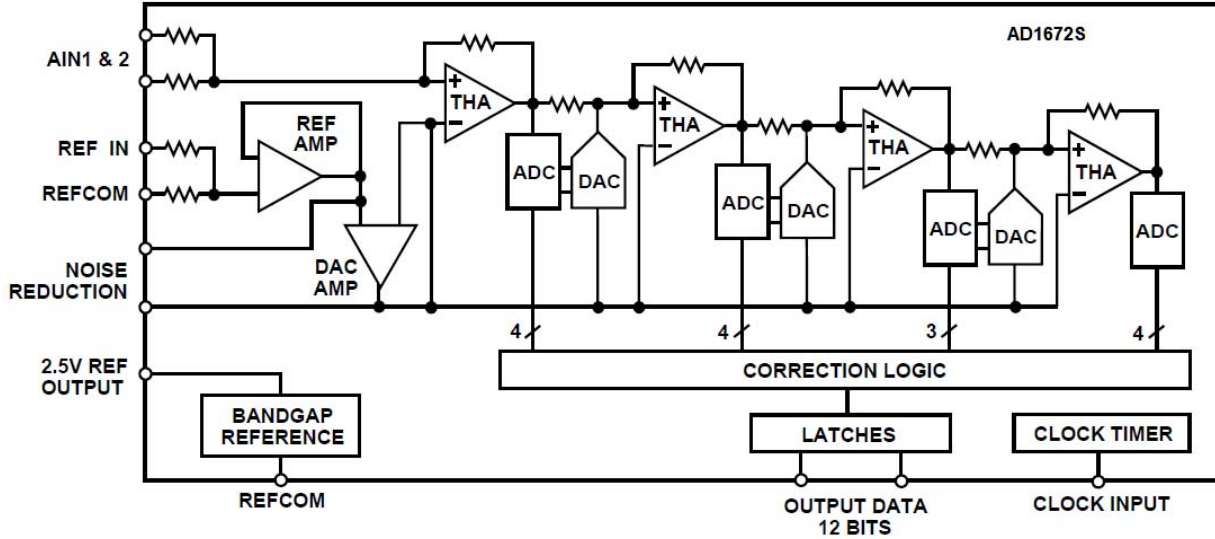 AD1672S
AIN1 & 2
THA
THA
THA
THA
REF
AMP
REF IN
REFCOM
ADC
DAC
ADC
DAC
ADC
DAC
ADC
DAC
AMP
NOISE
REDUCTION
4
4
3
4
2.5V REF
OUTPUT
CORRECTION LOGIC
BANDGAP
REFERENCE
LATCHES
CLOCK TIMER
REFCOM
OUTPUT DATA
12 BITS
CLOCK INPUT